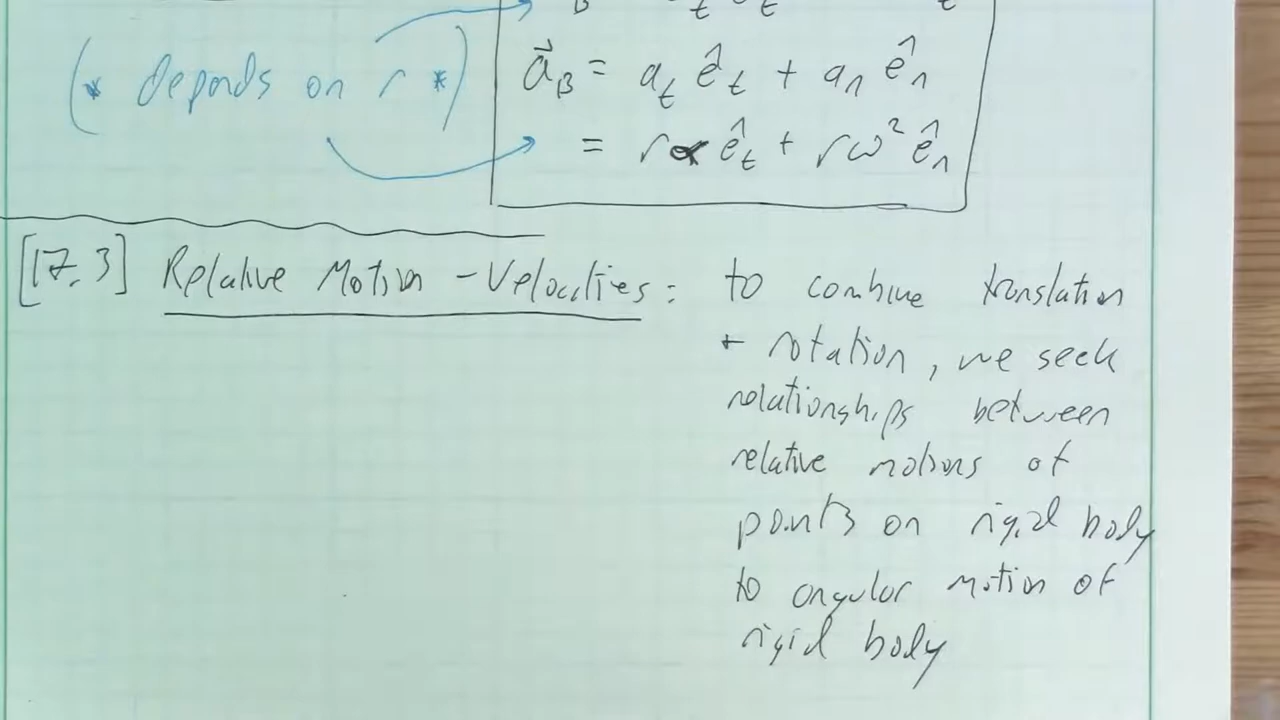 (* depends on r *)
a⃗_B = a_t ê_t + a_n ê_n
= rα ê_t + rω² ê_n
[17.3] Relative Motion - Velocities: to combine translation
+ rotation, we seek
relationships between
relative motions of
points on rigid body
to angular motion of
rigid body